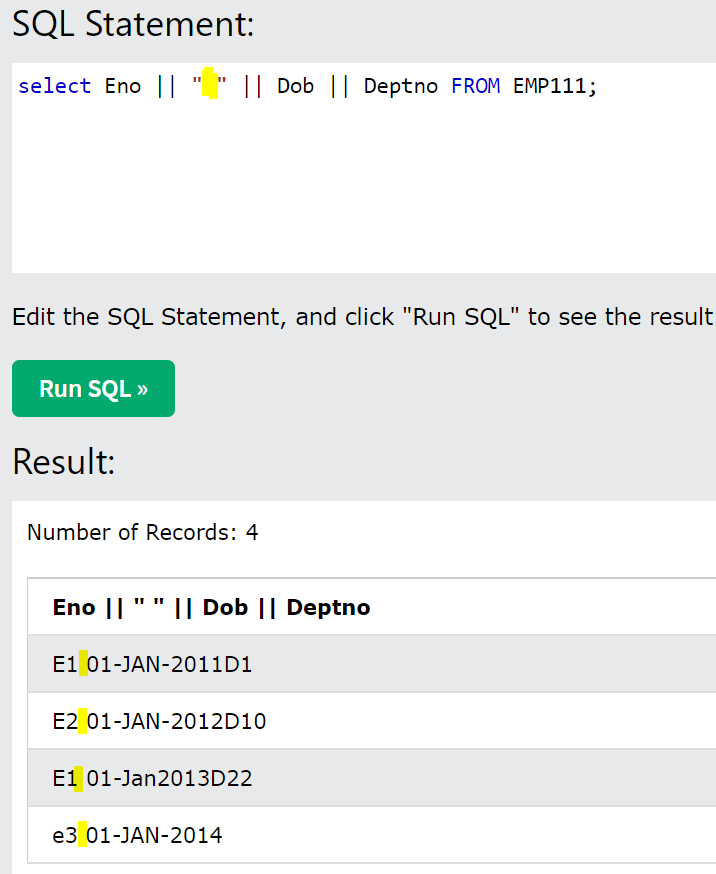 SQL Statement:
select Eno || " " || Dob || Deptno FROM EMP111;
Edit the SQL Statement, and click "Run SQL" to see the result
Run SQL »
Result:
Number of Records: 4
Eno || " " || Dob || Deptno
E1 01-JAN-2011D1
E2 01-JAN-2012D10
E1 01-Jan2013D22
e3 01-JAN-2014